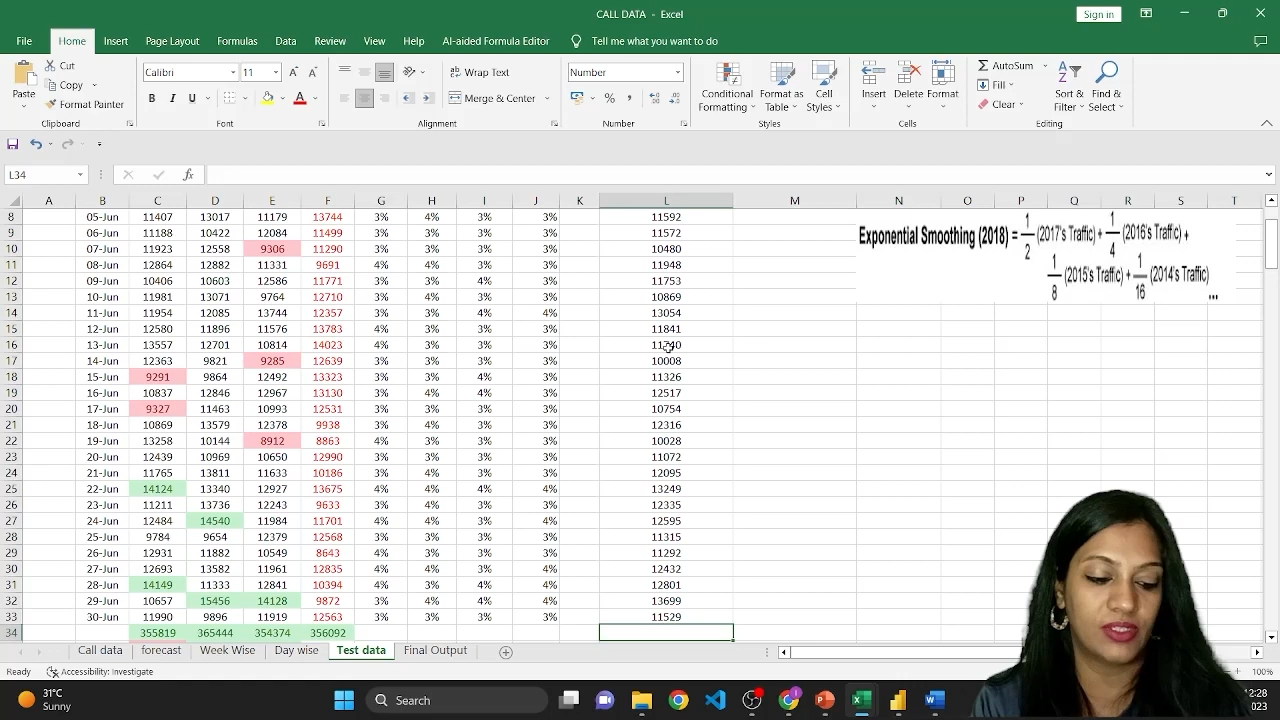 CALL DATA - Excel
Sign in
File Home Insert Page Layout Formulas Data Review View Help AI-aided Formula Editor Tell me what you want to do
Paste
Cut
Copy
Format Painter
Calibri 11
B I U
Wrap Text
Merge & Center
Number
% ,
Conditional Formatting
Format as Table
Cell Styles
Insert
Delete
Format
AutoSum
Fill
Clear
Sort & Filter
Find & Select
Clipboard Font Alignment Number Styles Cells Editing
L34 fx
A B C D E F G H I J K L M N O P Q R S T
8 05-Jun 11407 13017 11179 13744 3% 4% 3% 3% 11592
9 06-Jun 11188 10422 12084 11499 3% 3% 3% 3% 11572
10 07-Jun 11923 12558 9306 11290 3% 3% 3% 3% 10480
11 08-Jun 12864 12882 11331 9691 4% 4% 3% 3% 11948
12 09-Jun 10406 10603 12586 11771 3% 3% 4% 3% 11753
13 10-Jun 11981 13071 9764 12710 3% 4% 3% 3% 10869
14 11-Jun 11954 12085 13744 12357 3% 3% 4% 4% 13054
15 12-Jun 12580 11896 11576 13783 4% 3% 3% 3% 11841
16 13-Jun 13557 12701 10814 14023 4% 3% 3% 3%
17 14-Jun 12363 9821 9285 12639 3% 3% 3% 3% 10008
18 15-Jun 9291 9864 12492 13323 3% 3% 4% 3% 11326
19 16-Jun 10837 12846 12967 13130 3% 4% 4% 3% 12517
20 17-Jun 9327 11463 10993 12531 3% 3% 3% 3% 10754
21 18-Jun 10869 13579 12378 9938 3% 4% 3% 3% 12316
22 19-Jun 13258 10144 8912 8863 4% 3% 3% 3% 10028
23 20-Jun 12439 10969 10650 12990 3% 3% 3% 3% 11072
24 21-Jun 11765 13811 11633 10186 3% 4% 3% 3% 12095
25 22-Jun 14124 13340 12927 13675 4% 4% 4% 4% 13249
26 23-Jun 11211 13736 12243 9633 3% 4% 3% 3% 12335
27 24-Jun 12484 14540 11984 11701 4% 4% 3% 4% 12595
28 25-Jun 9784 9654 12379 12568 3% 3% 3% 3% 11315
29 26-Jun 12931 11882 10549 8643 4% 3% 3% 3% 11292
30 27-Jun 12693 13582 11961 12835 4% 4% 3% 4% 12432
31 28-Jun 14149 11333 12841 10394 4% 3% 4% 4% 12801
32 29-Jun 10657 15456 14128 9872 3% 4% 4% 4% 13699
33 30-Jun 11990 9896 11919 12563 3% 3% 3% 3% 11529
34 355819 365444 354374 356092
Exponential Smoothing (2018) = 1/2 (2017's Traffic) + 1/4 (2016's Traffic) +
1/8 (2015's Traffic) + 1/16 (2014's Traffic) ...
Call data forecast Week Wise Day wise Test data Final Output
Ready Accessibility: Investigate 100%
31°C
Sunny
Search